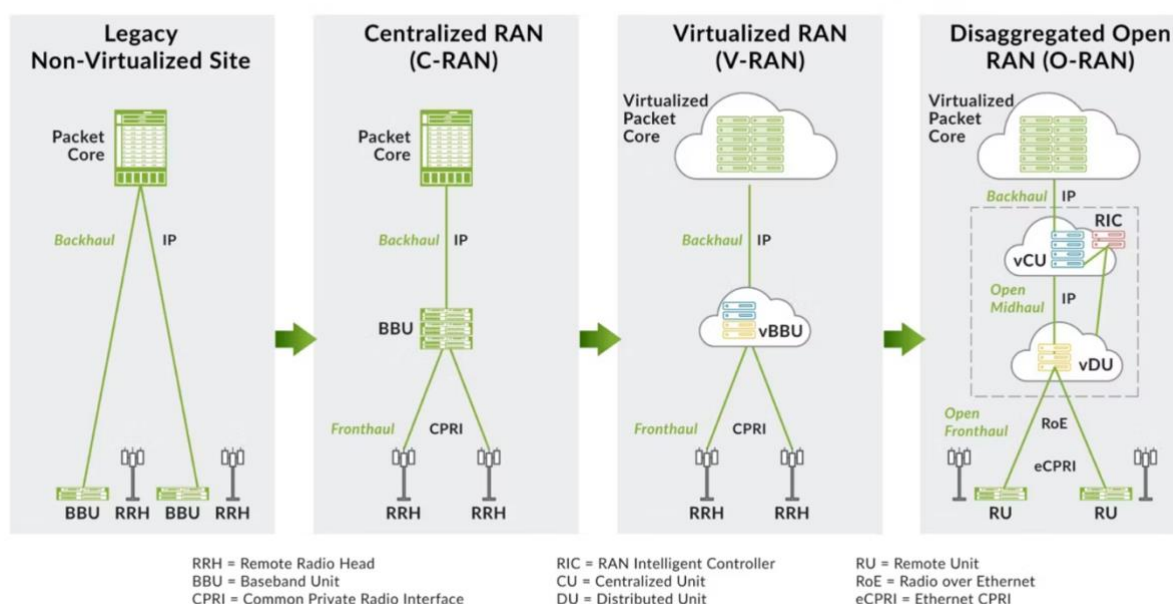 Legacy
Non-Virtualized Site
Packet
Core
Backhaul
IP
BBU
RRH
BBU
RRH
Centralized RAN
(C-RAN)
Packet
Core
Backhaul
IP
BBU
Fronthaul
CPRI
RRH
RRH
Virtualized RAN
(V-RAN)
Virtualized
Packet
Core
Backhaul
IP
vBBU
Fronthaul
CPRI
RRH
RRH
Disaggregated Open
RAN (O-RAN)
Virtualized
Packet
Core
Backhaul
IP
RIC
vCU
Open
Midhaul
IP
vDU
Open
Fronthaul
RoE
eCPRI
RU
RU
RRH = Remote Radio Head
BBU = Baseband Unit
CPRI = Common Private Radio Interface
RIC = RAN Intelligent Controller
CU = Centralized Unit
DU = Distributed Unit
RU = Remote Unit
RoE = Radio over Ethernet
eCPRI = Ethernet CPRI